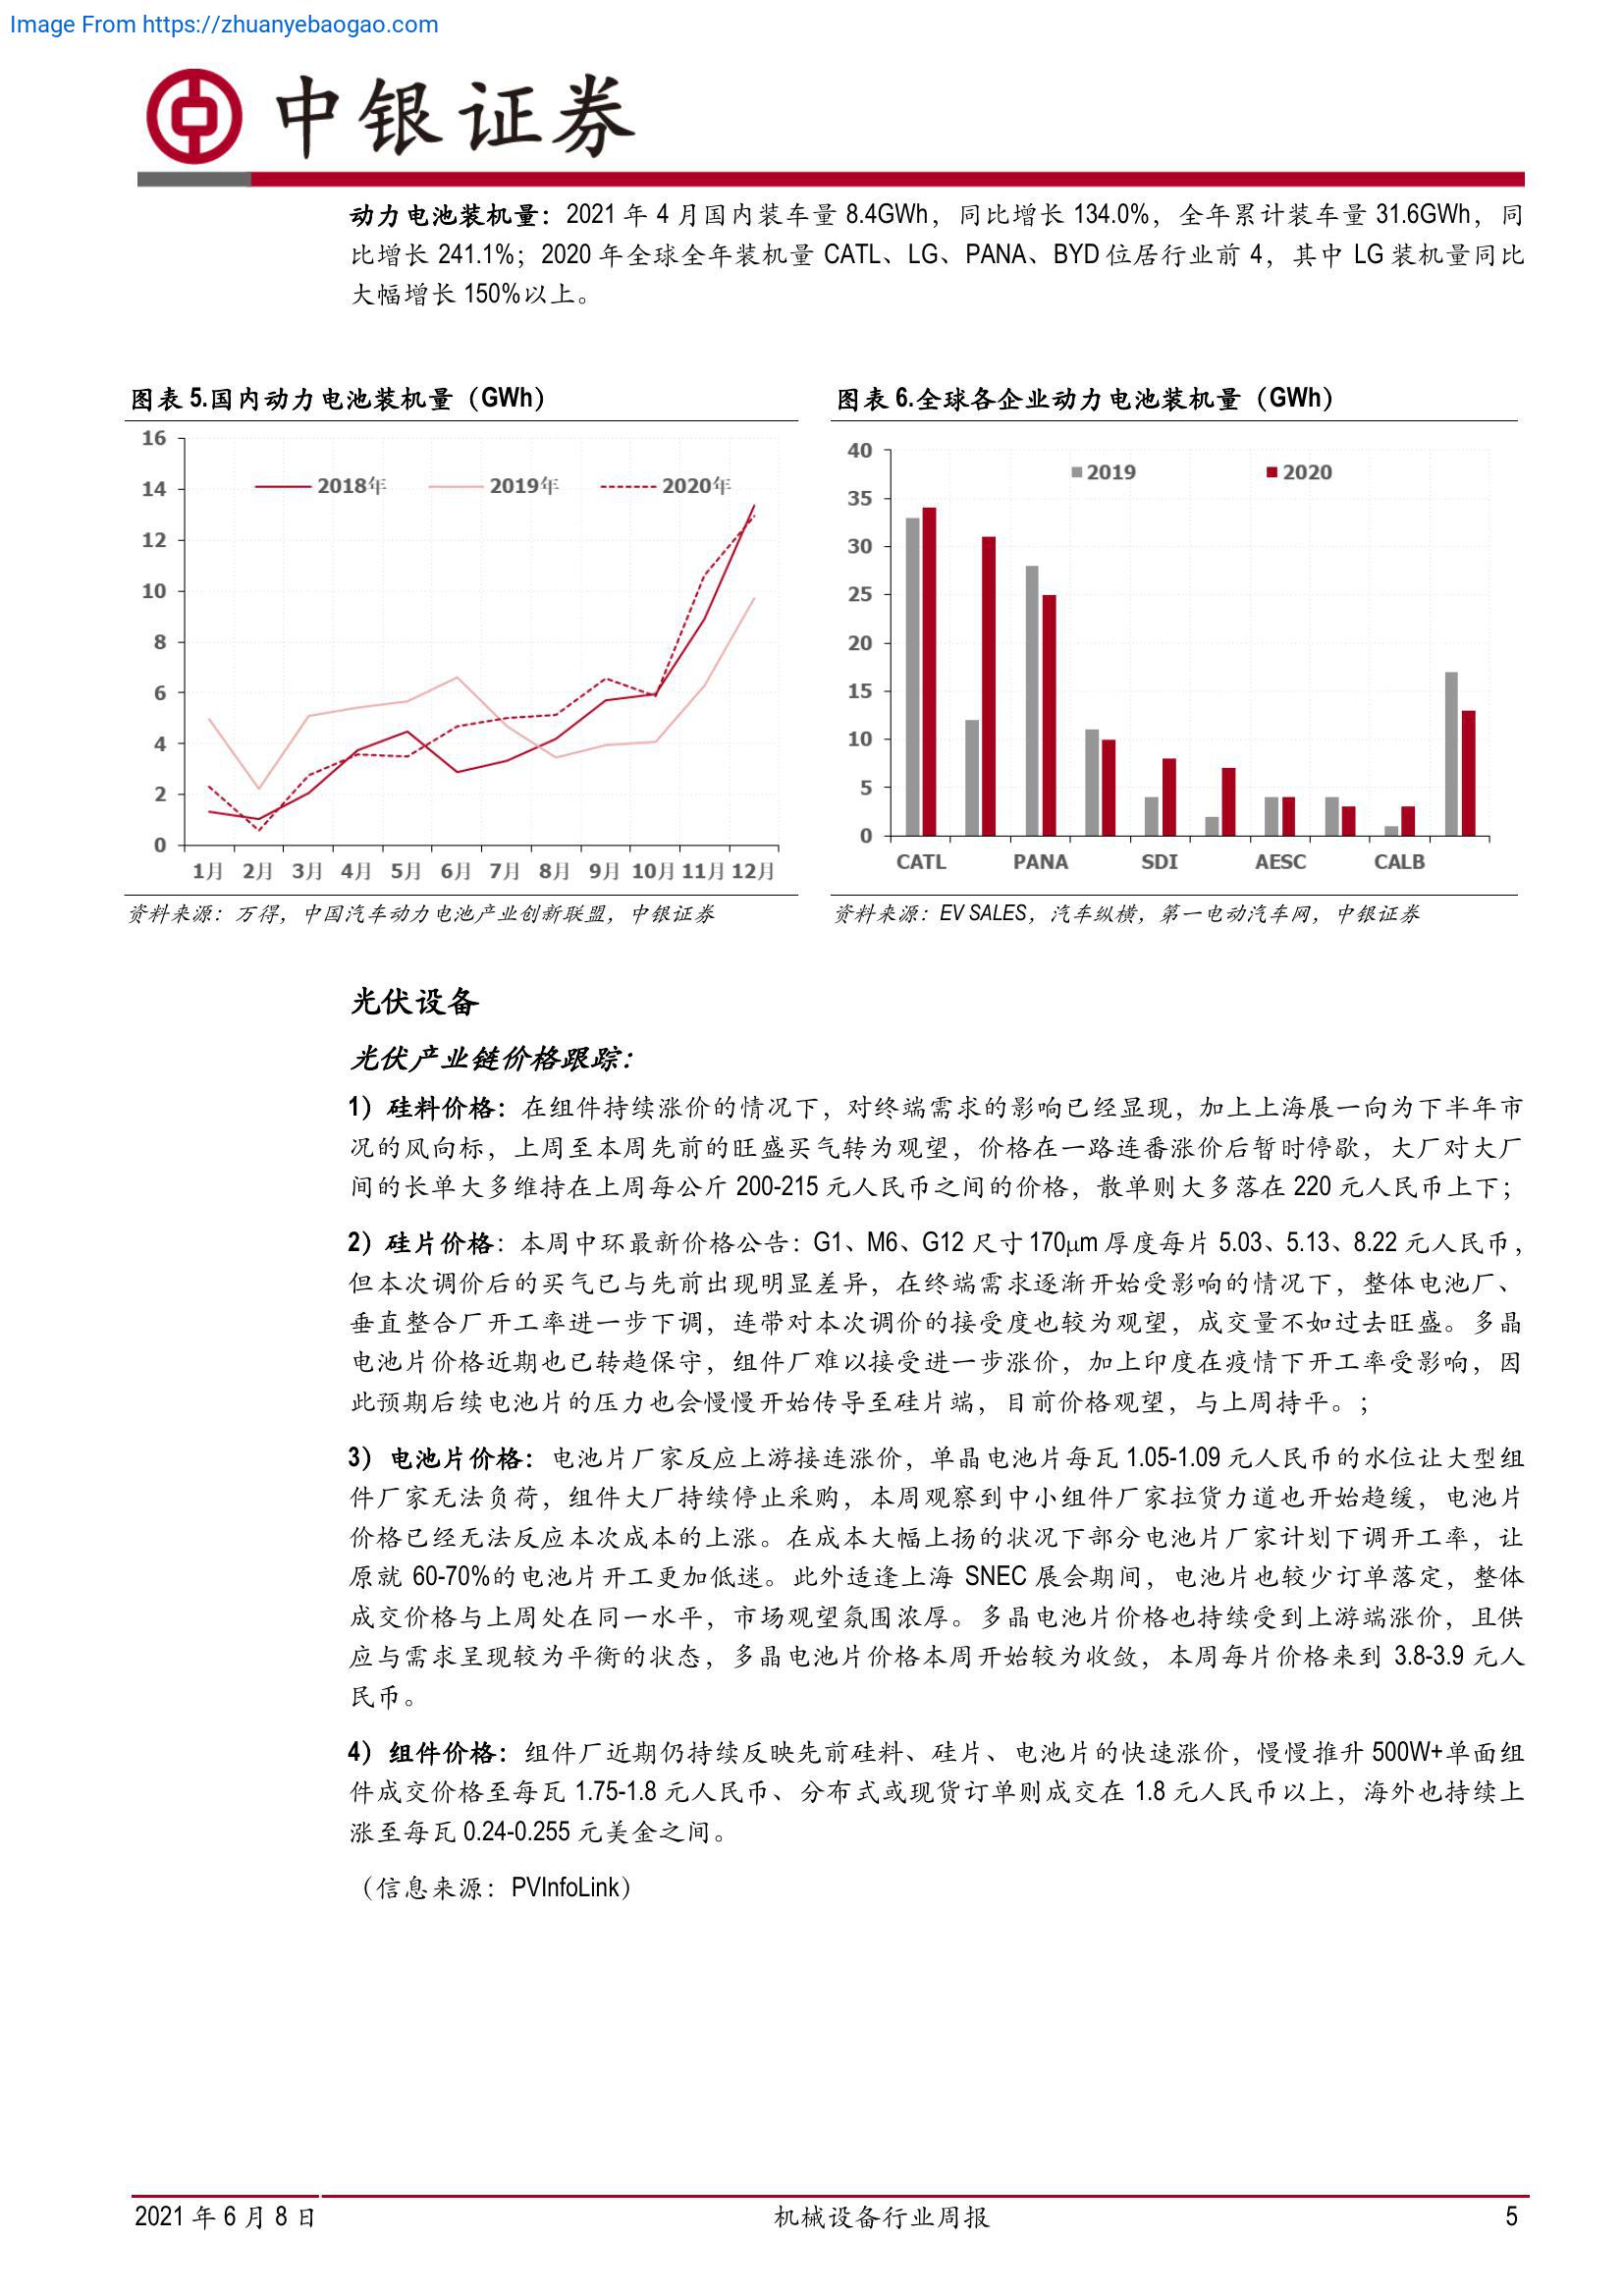 Image From https://zhuanyebaogao.com
中银证券
动力电池装机量：2021 年 4 月国内装车量 8.4GWh，同比增长 134.0%，全年累计装车量 31.6GWh，同
比增长 241.1%；2020 年全球全年装机量 CATL、LG、PANA、BYD 位居行业前 4，其中 LG 装机量同比
大幅增长 150%以上。
图表 5.国内动力电池装机量（GWh）
16
14
12
10
8
6
4
2
0
2018年 2019年 2020年
1月 2月 3月 4月 5月 6月 7月 8月 9月 10月 11月 12月
资料来源：万得，中国汽车动力电池产业创新联盟，中银证券
图表 6.全球各企业动力电池装机量（GWh）
40
35
30
25
20
15
10
5
0
2019 2020
CATL PANA SDI AESC CALB
资料来源：EV SALES，汽车纵横，第一电动汽车网，中银证券
光伏设备
光伏产业链价格跟踪：
1）硅料价格：在组件持续涨价的情况下，对终端需求的影响已经显现，加上上海展一向为下半年市
况的风向标，上周至本周先前的旺盛买气转为观望，价格在一路连番涨价后暂时停歇，大厂对大厂
间的长单大多维持在上周每公斤 200-215 元人民币之间的价格，散单则大多落在 220 元人民币上下；
2）硅片价格：本周中环最新价格公告：G1、M6、G12 尺寸 170μm 厚度每片 5.03、5.13、8.22 元人民币，
但本次调价后的买气已与先前出现明显差异，在终端需求逐渐开始受影响的情况下，整体电池厂、
垂直整合厂开工率进一步下调，连带对本次调价的接受度也较为观望，成交量不如过去旺盛。多晶
电池片价格近期也已转趋保守，组件厂难以接受进一步涨价，加上印度在疫情下开工率受影响，因
此预期后续电池片的压力也会慢慢开始传导至硅片端，目前价格观望，与上周持平。；
3）电池片价格：电池片厂家反应上游接连涨价，单晶电池片每瓦 1.05-1.09 元人民币的水位让大型组
件厂家无法负荷，组件大厂持续停止采购，本周观察到中小组件厂家拉货力道也开始趋缓，电池片
价格已经无法反应本次成本的上涨。在成本大幅上扬的状况下部分电池片厂家计划下调开工率，让
原就 60-70%的电池片开工更加低迷。此外适逢上海 SNEC 展会期间，电池片也较少订单落定，整体
成交价格与上周处在同一水平，市场观望氛围浓厚。多晶电池片价格也持续受到上游端涨价，且供
应与需求呈现较为平衡的状态，多晶电池片价格本周开始较为收敛，本周每片价格来到 3.8-3.9 元人
民币。
4）组件价格：组件厂近期仍持续反映先前硅料、硅片、电池片的快速涨价，慢慢推升 500W+单面组
件成交价格至每瓦 1.75-1.8 元人民币、分布式或现货订单则成交在 1.8 元人民币以上，海外也持续上
涨至每瓦 0.24-0.255 元美金之间。
（信息来源：PVInfoLink）
2021 年 6 月 8 日 机械设备行业周报 5